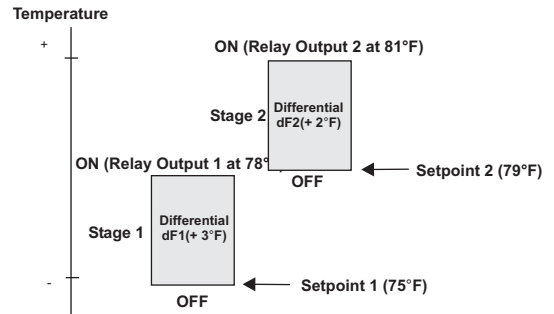 Temperature
+
ON (Relay Output 2 at 81°F)
Stage 2
Differential
dF2(+ 2°F)
Setpoint 2 (79°F)
OFF
ON (Relay Output 1 at 78°
Stage 1
Differential
dF1(+ 3°F)
-
Setpoint 1 (75°F)
OFF